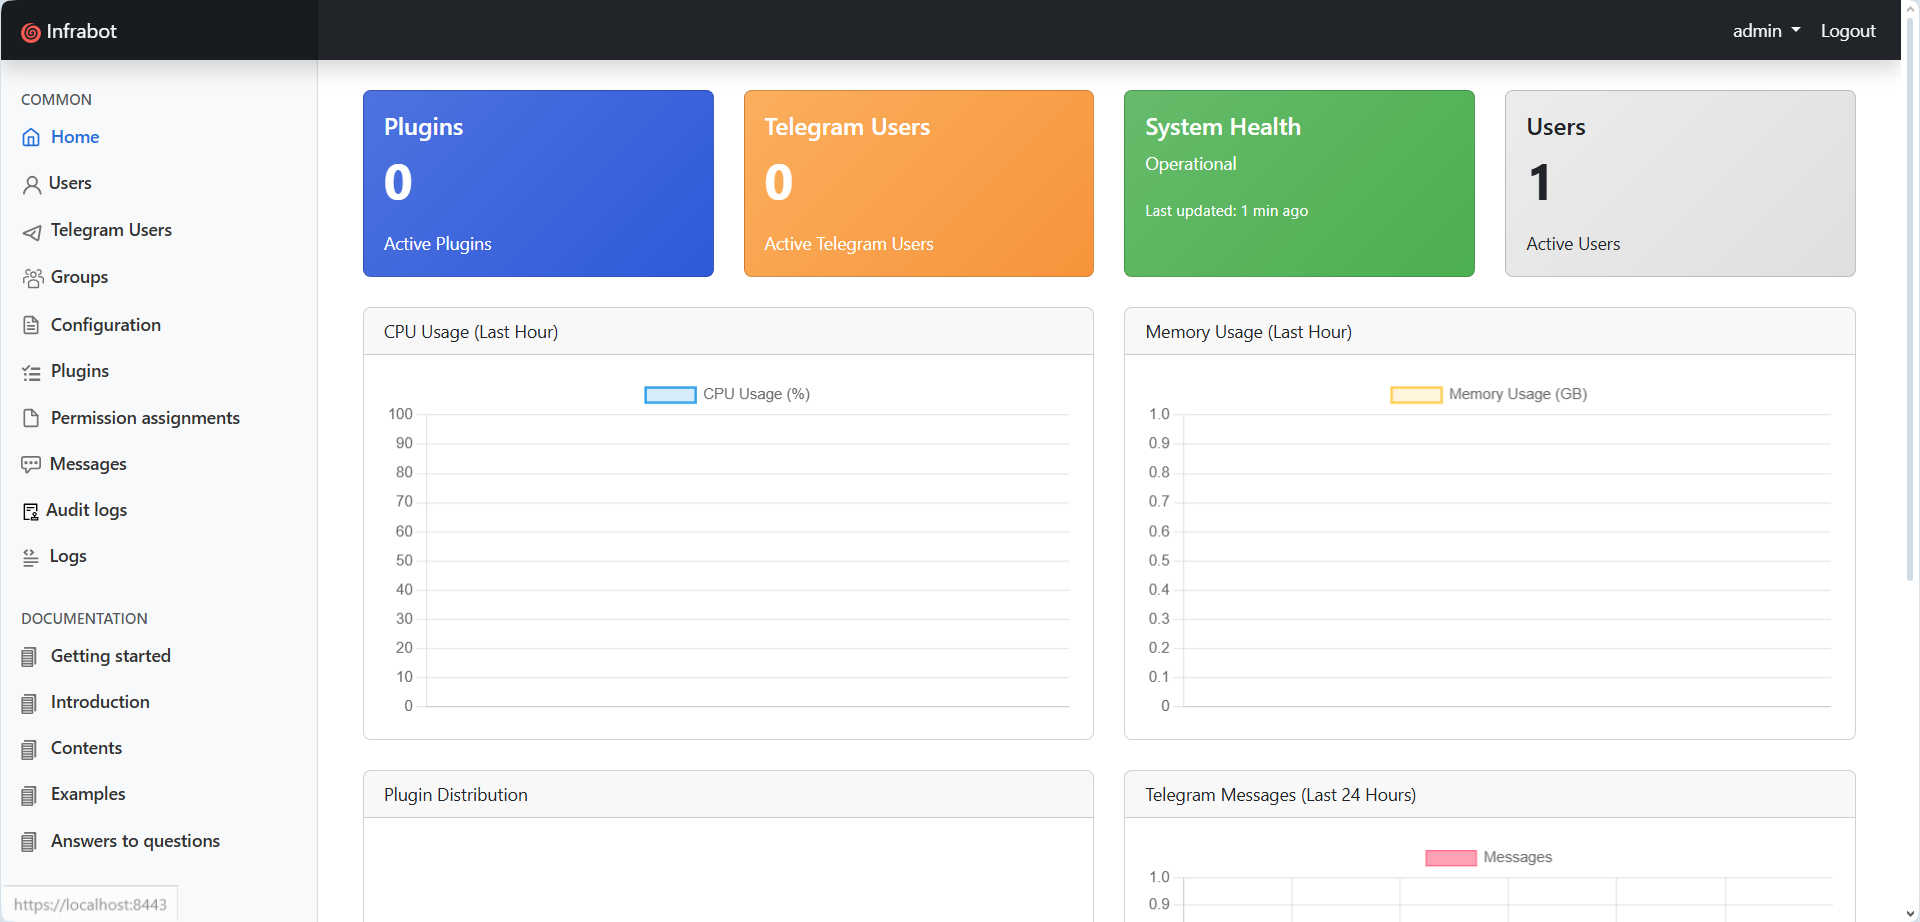 Infrabot
admin
Logout
COMMON
Home
Users
Telegram Users
Groups
Configuration
Plugins
Permission assignments
Messages
Audit logs
Logs
DOCUMENTATION
Getting started
Introduction
Contents
Examples
Answers to questions
https://localhost:8443
Plugins
0
Active Plugins
Telegram Users
0
Active Telegram Users
System Health
Operational
Last updated: 1 min ago
Users
1
Active Users
CPU Usage (Last Hour)
CPU Usage (%)
100
90
80
70
60
50
40
30
20
10
0
Memory Usage (Last Hour)
Memory Usage (GB)
1.0
0.9
0.8
0.7
0.6
0.5
0.4
0.3
0.2
0.1
0
Plugin Distribution
Telegram Messages (Last 24 Hours)
Messages
1.0
0.9